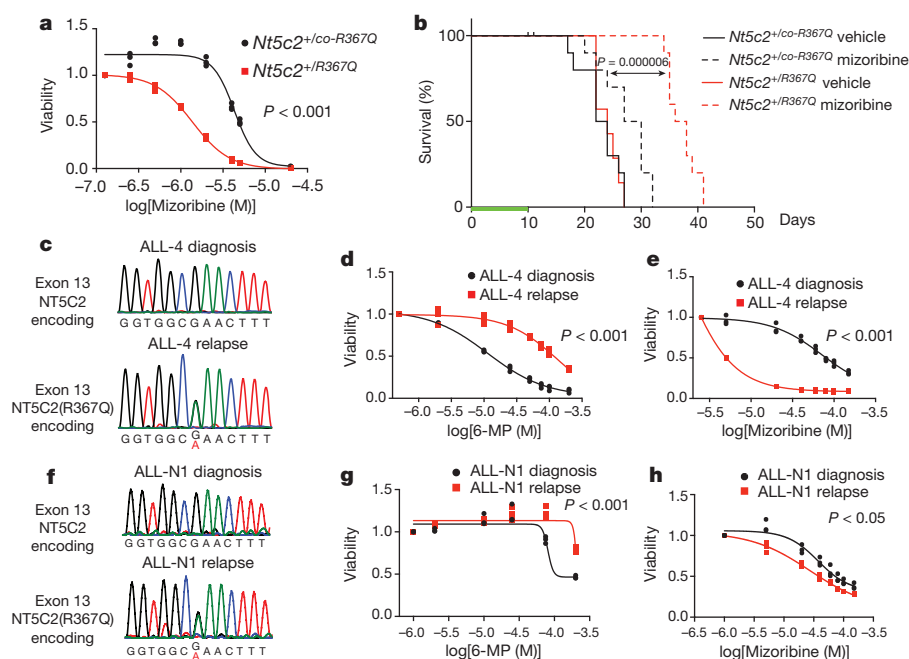 a
1.5
1.0
0.5
0.0
Viability
Nt5c2+/co-R367Q
Nt5c2+/R367Q
P < 0.001
−7.0 −6.5 −6.0 −5.5 −5.0 −4.5
log[Mizoribine (M)]
b
100
50
0
Survival (%)
P = 0.000006
Nt5c2+/co-R367Q vehicle
Nt5c2+/co-R367Q mizoribine
Nt5c2+/R367Q vehicle
Nt5c2+/R367Q mizoribine
0 10 20 30 40 50 Days
c
ALL-4 diagnosis
Exon 13
NT5C2
encoding
G G T G G C G A A C T T T
ALL-4 relapse
Exon 13
NT5C2(R367Q)
encoding
G G T G G C G A A C T T T
A
d
ALL-4 diagnosis
ALL-4 relapse
1.5
1.0
0.5
0.0
Viability
P < 0.001
−6.0 −5.5 −5.0 −4.5 −4.0 −3.5
log[6-MP (M)]
e
ALL-4 diagnosis
ALL-4 relapse
1.5
1.0
0.5
0.0
Viability
P < 0.001
−5.5 −5.0 −4.5 −4.0 −3.5
log[Mizoribine (M)]
f
ALL-N1 diagnosis
Exon 13
NT5C2
encoding
G G T G G C G A A C T T T
ALL-N1 relapse
Exon 13
NT5C2(R367Q)
encoding
G G T G G C G A A C T T T
A
g
ALL-N1 diagnosis
ALL-N1 relapse
1.5
1.0
0.5
0.0
Viability
P < 0.001
−6.0 −5.5 −5.0 −4.5 −4.0 −3.5
log[6-MP (M)]
h
ALL-N1 diagnosis
ALL-N1 relapse
1.5
1.0
0.5
0.0
Viability
P < 0.05
−6.0 −5.5 −5.0 −4.5 −4.0 −3.5
log[Mizoribine (M)]